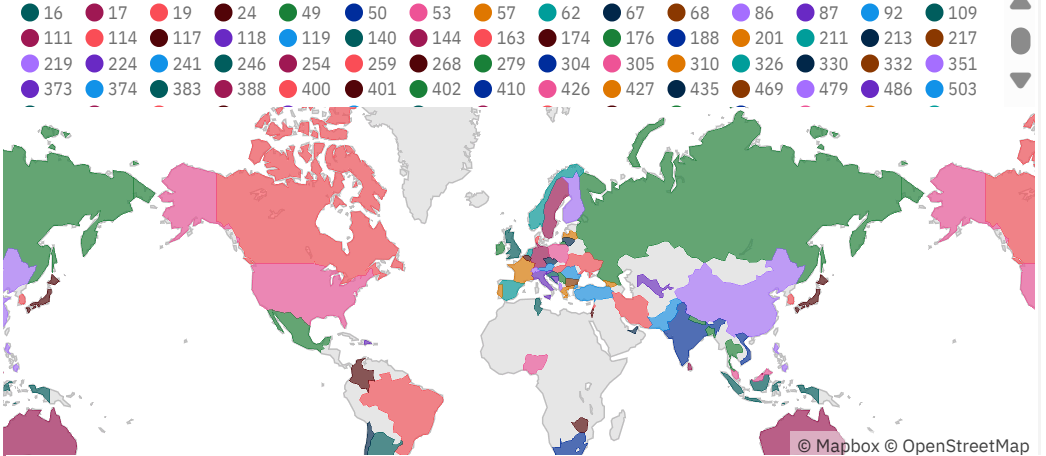 16 17 19 24 49 50 53 57 62 67 68 86 87 92 109
111 114 117 118 119 140 144 163 174 176 188 201 211 213 217
219 224 241 246 254 259 268 279 304 305 310 326 330 332 351
373 374 383 388 400 401 402 410 426 427 435 469 479 486 503
© Mapbox © OpenStreetMap